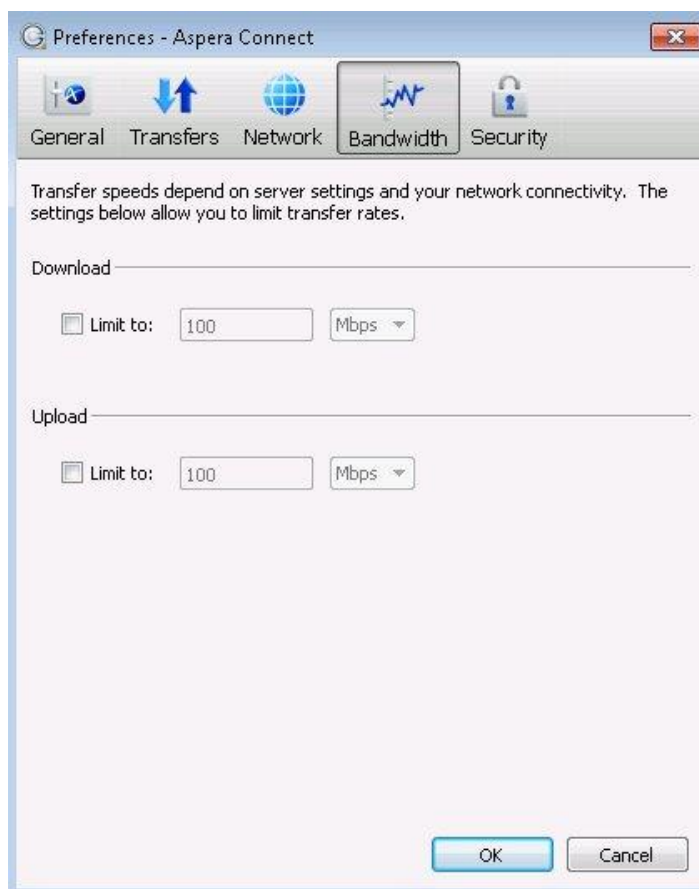 Preferences - Aspera Connect
General Transfers Network Bandwidth Security
Transfer speeds depend on server settings and your network connectivity. The
settings below allow you to limit transfer rates.
Download
Limit to: 100 Mbps
Upload
Limit to: 100 Mbps
OK Cancel